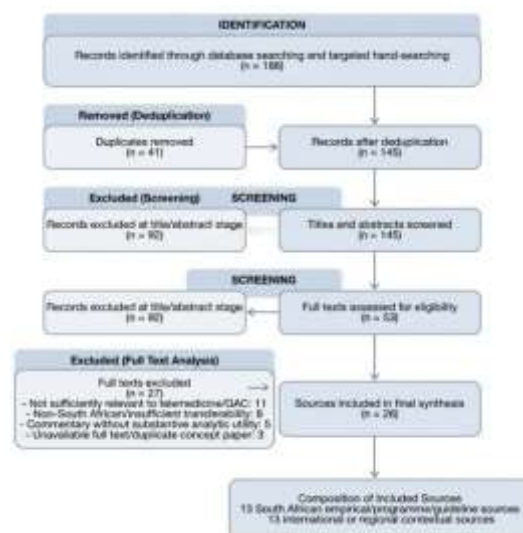 IDENTIFICATION
Records identified through database searching and targeted hand-searching
(n = 186)
Removed (Deduplication)
Duplicates removed
(n = 41)
Records after deduplication
(n = 145)
Excluded (Screening)
SCREENING
Records excluded at title/abstract stage
(n = 92)
Titles and abstracts screened
(n = 145)
SCREENING
Records excluded at title/abstract stage
(n = 92)
Full texts assessed for eligibility
(n = 53)
Excluded (Full Text Analysis)
Full texts excluded
(n = 27)
- Not sufficiently relevant to telemedicine/OAC: 11
- Non-South African/insufficient transferability: 8
- Commentary without substantive analytic utility: 5
- Unavailable full text/duplicate concept paper: 3
Sources included in final synthesis
(n = 26)
Composition of Included Sources
13 South African empirical/programme/guideline sources
13 international or regional contextual sources